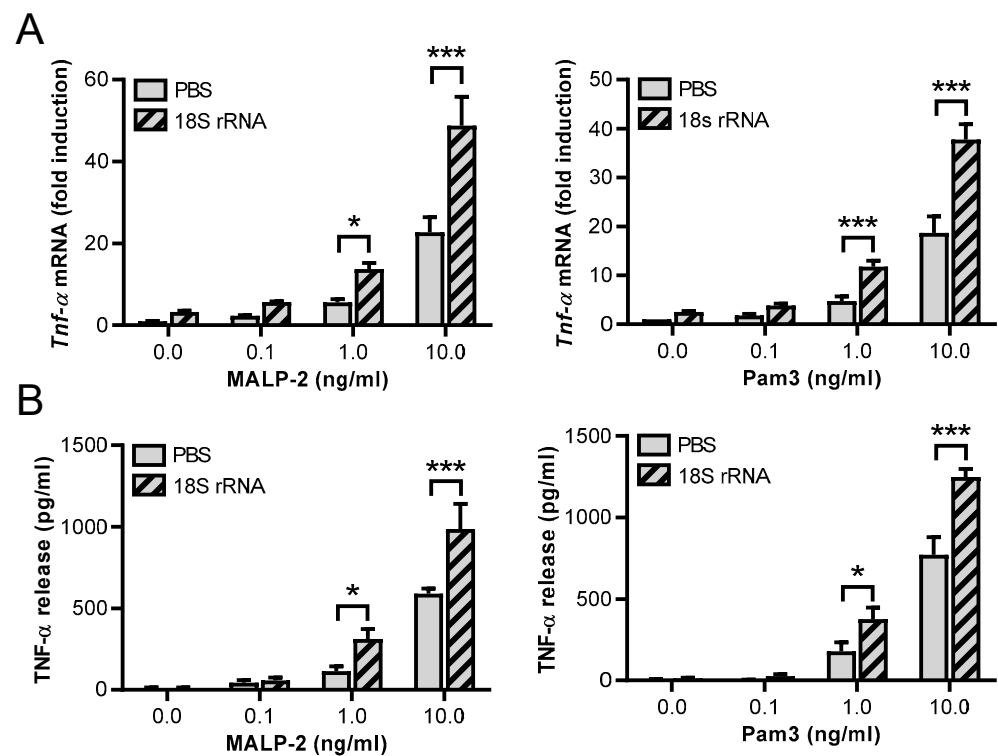 A
***
60
PBS
18S rRNA
40
*
20
0
Tnf-α mRNA (fold induction)
0.0 0.1 1.0 10.0
MALP-2 (ng/ml)
***
50
PBS
18s rRNA
40
30
***
20
10
0
Tnf-α mRNA (fold induction)
0.0 0.1 1.0 10.0
Pam3 (ng/ml)
B
1500
PBS
18S rRNA
***
1000
*
500
0
TNF-α release (pg/ml)
0.0 0.1 1.0 10.0
MALP-2 (ng/ml)
1500
***
PBS
18S rRNA
1000
*
500
0
TNF-α release (pg/ml)
0.0 0.1 1.0 10.0
Pam3 (ng/ml)